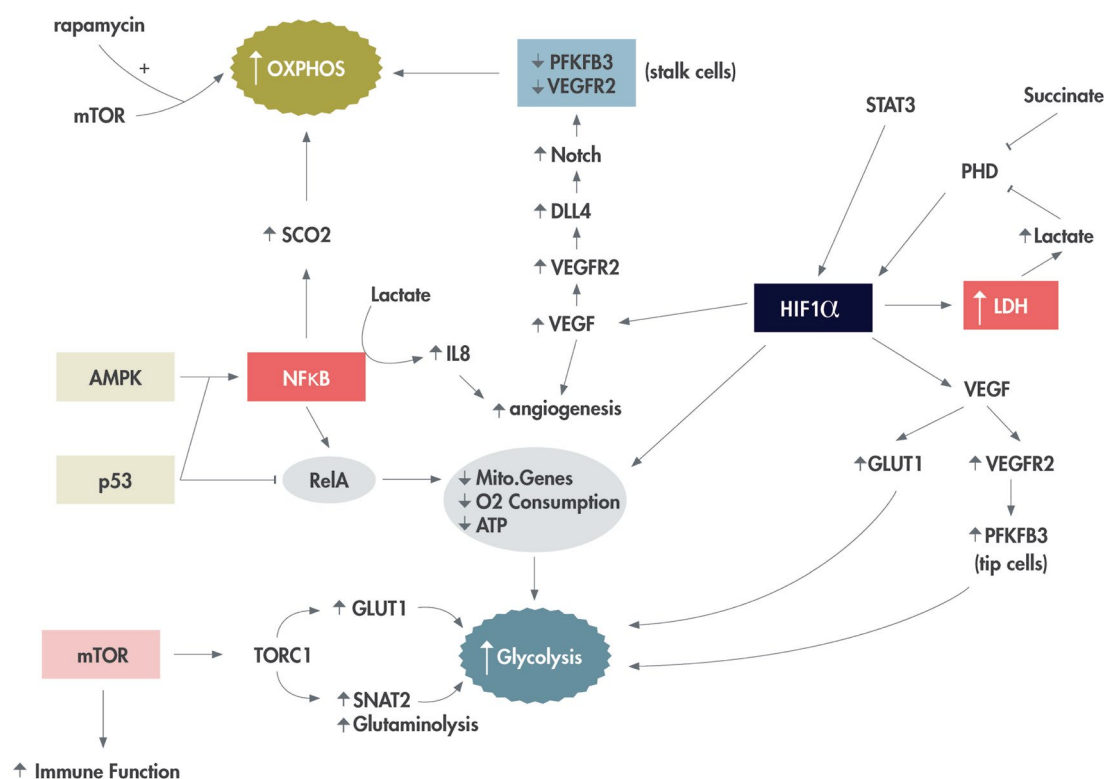 rapamycin
+
mTOR
↑ OXPHOS
↓ PFKFB3
↓ VEGFR2
(stalk cells)
STAT3
Succinate
↑ Notch
PHD
↑ DLL4
↑ SCO2
↑ Lactate
↑ VEGFR2
Lactate
↑ VEGF
HIF1α
↑ LDH
↑ IL8
AMPK
NFκB
VEGF
↑ angiogenesis
↑ GLUT1
↑ VEGFR2
p53
RelA
↓ Mito.Genes
↓ O2 Consumption
↓ ATP
↑ PFKFB3
(tip cells)
↑ GLUT1
mTOR
TORC1
↑ Glycolysis
↑ SNAT2
↑ Glutaminolysis
↑ Immune Function